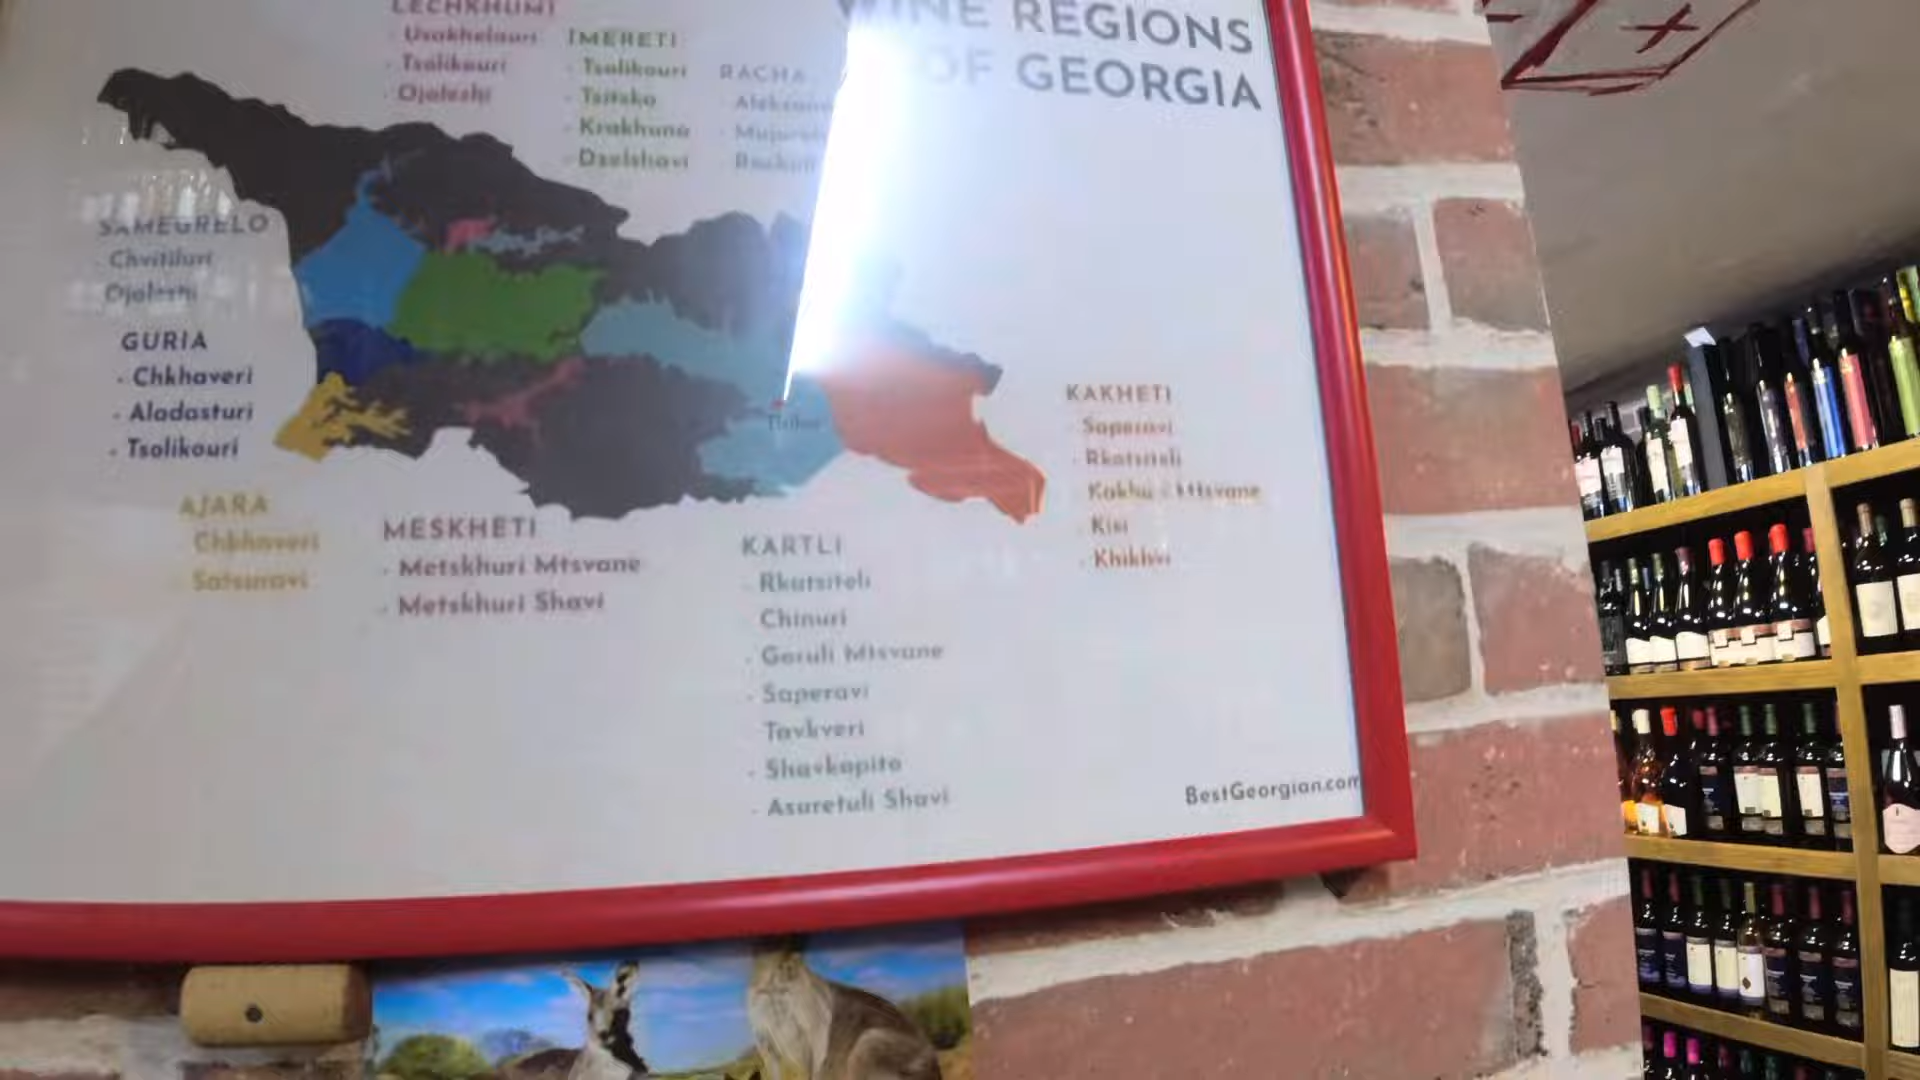 LECHKHUMI
- Usakhelauri
- Tsolikouri
- Ojaleshi
IMERETI
- Tsolikouri
- Tsitska
- Krakhuna
- Dzelshavi
RACHA
WINE REGIONS
OF GEORGIA
SAMEGRELO
- Chvitiluri
Ojaleshi
GURIA
- Chkhaveri
- Aladasturi
- Tsolikouri
AJARA
Chkhaveri
- Satsuravi
MESKHETI
- Metskhuri Mtsvane
- Metskhuri Shavi
KARTLI
- Rkatsiteli
Chinuri
- Goruli Mtsvane
- Saperavi
Tavkveri
- Shavkapito
- Asuretuli Shavi
KAKHETI
- Saperavi
- Rkatsiteli
Mtsvane
- Kisi
- Khikhvi
BestGeorgian.com